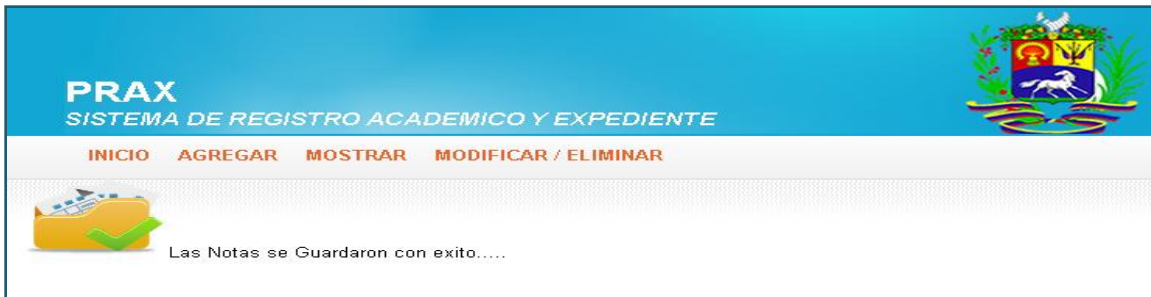 PRAX
SISTEMA DE REGISTRO ACADEMICO Y EXPEDIENTE
INICIO AGREGAR MOSTRAR MODIFICAR / ELIMINAR
Las Notas se Guardaron con exito.....